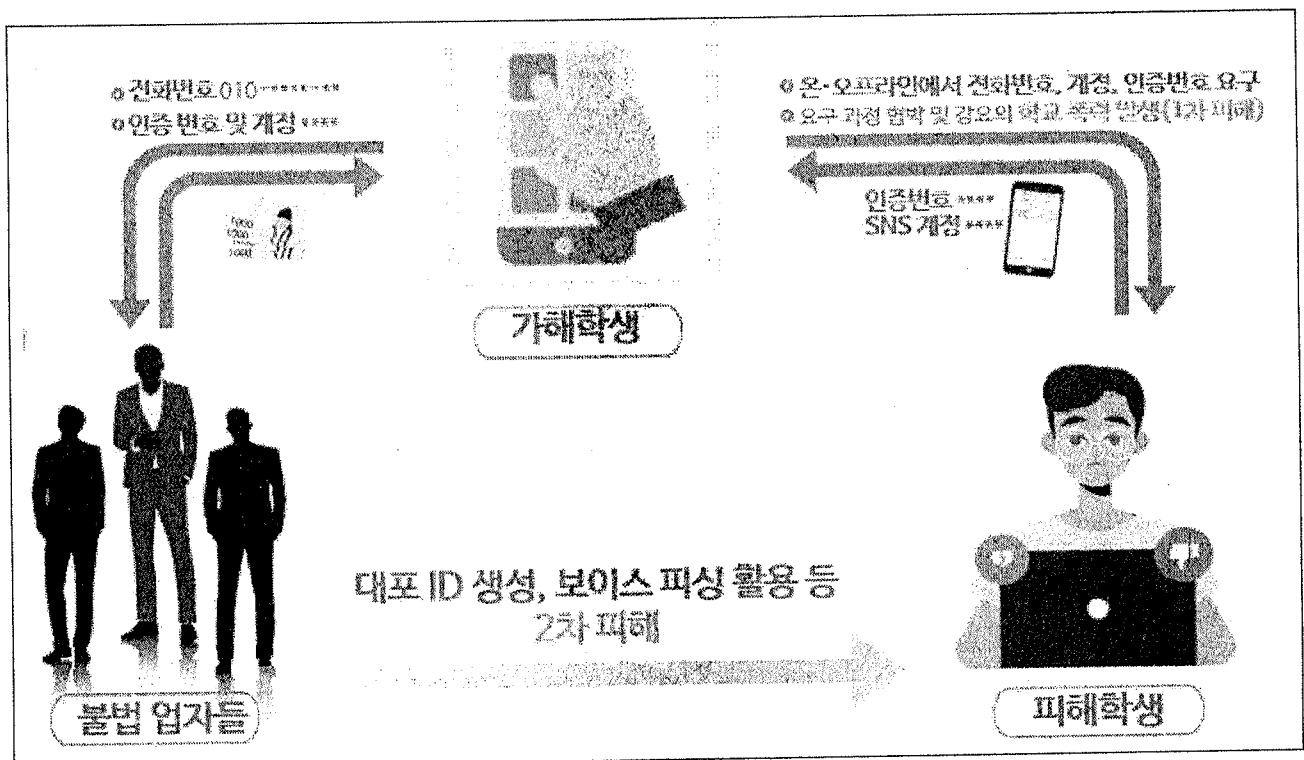 전화번호 010********
인증 번호 및 계정 ****
온·오프라인에서 전화번호, 계정, 인증번호 요구
요구 과정 협박 및 강요의 학교 폭력 발생(1차 피해)
인증번호 ****
SNS 계정 ****
가해학생
대포 ID 생성, 보이스 피싱 활용 등
2차 피해
불법 업자들
피해학생